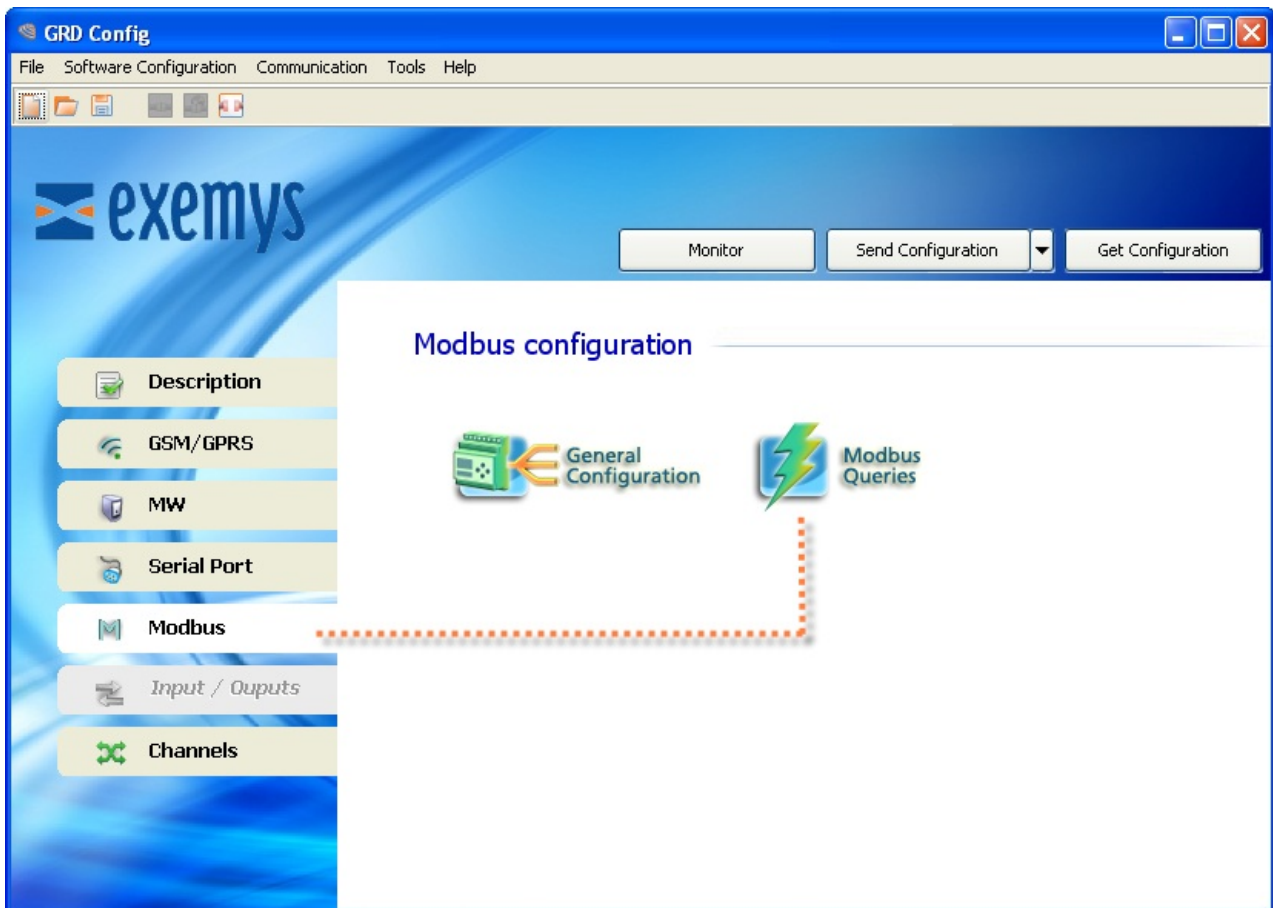 GRD Config
File Software Configuration Communication Tools Help
exemys
Monitor
Send Configuration
Get Configuration
Modbus configuration
Description
GSM/GPRS
MW
Serial Port
Modbus
Input / Ouputs
Channels
General
Configuration
Modbus
Queries